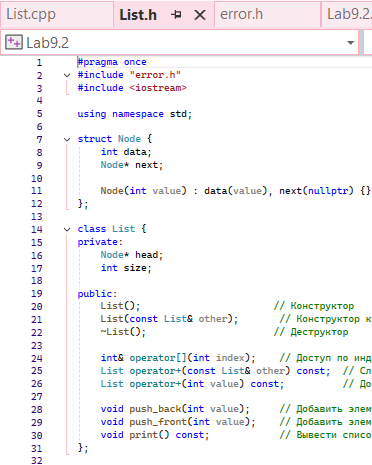 List.cpp List.h error.h Lab9.2
Lab9.2
1 #pragma once
2 #include "error.h"
3 #include <iostream>
4
5 using namespace std;
6
7 struct Node {
8 int data;
9 Node* next;
10
11 Node(int value) : data(value), next(nullptr) {}
12 };
13
14 class List {
15 private:
16 Node* head;
17 int size;
18
19 public:
20 List(); // Конструктор
21 List(const List& other); // Конструктор к
22 ~List(); // Деструктор
23
24 int& operator[](int index); // Доступ по инд
25 List operator+(const List& other) const; // Сл
26 List operator+(int value) const; // До
27
28 void push_back(int value); // Добавить элем
29 void push_front(int value); // Добавить элем
30 void print() const; // Вывести списо
31 };
32